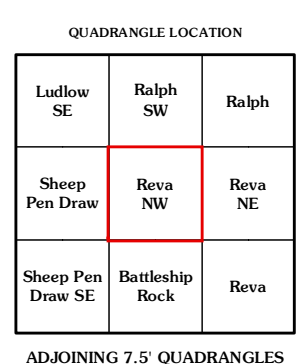 QUADRANGLE LOCATION
Ludlow
SE
Ralph
SW
Ralph
Sheep
Pen Draw
Reva
NW
Reva
NE
Sheep Pen
Draw SE
Battleship
Rock
Reva
ADJOINING 7.5' QUADRANGLES